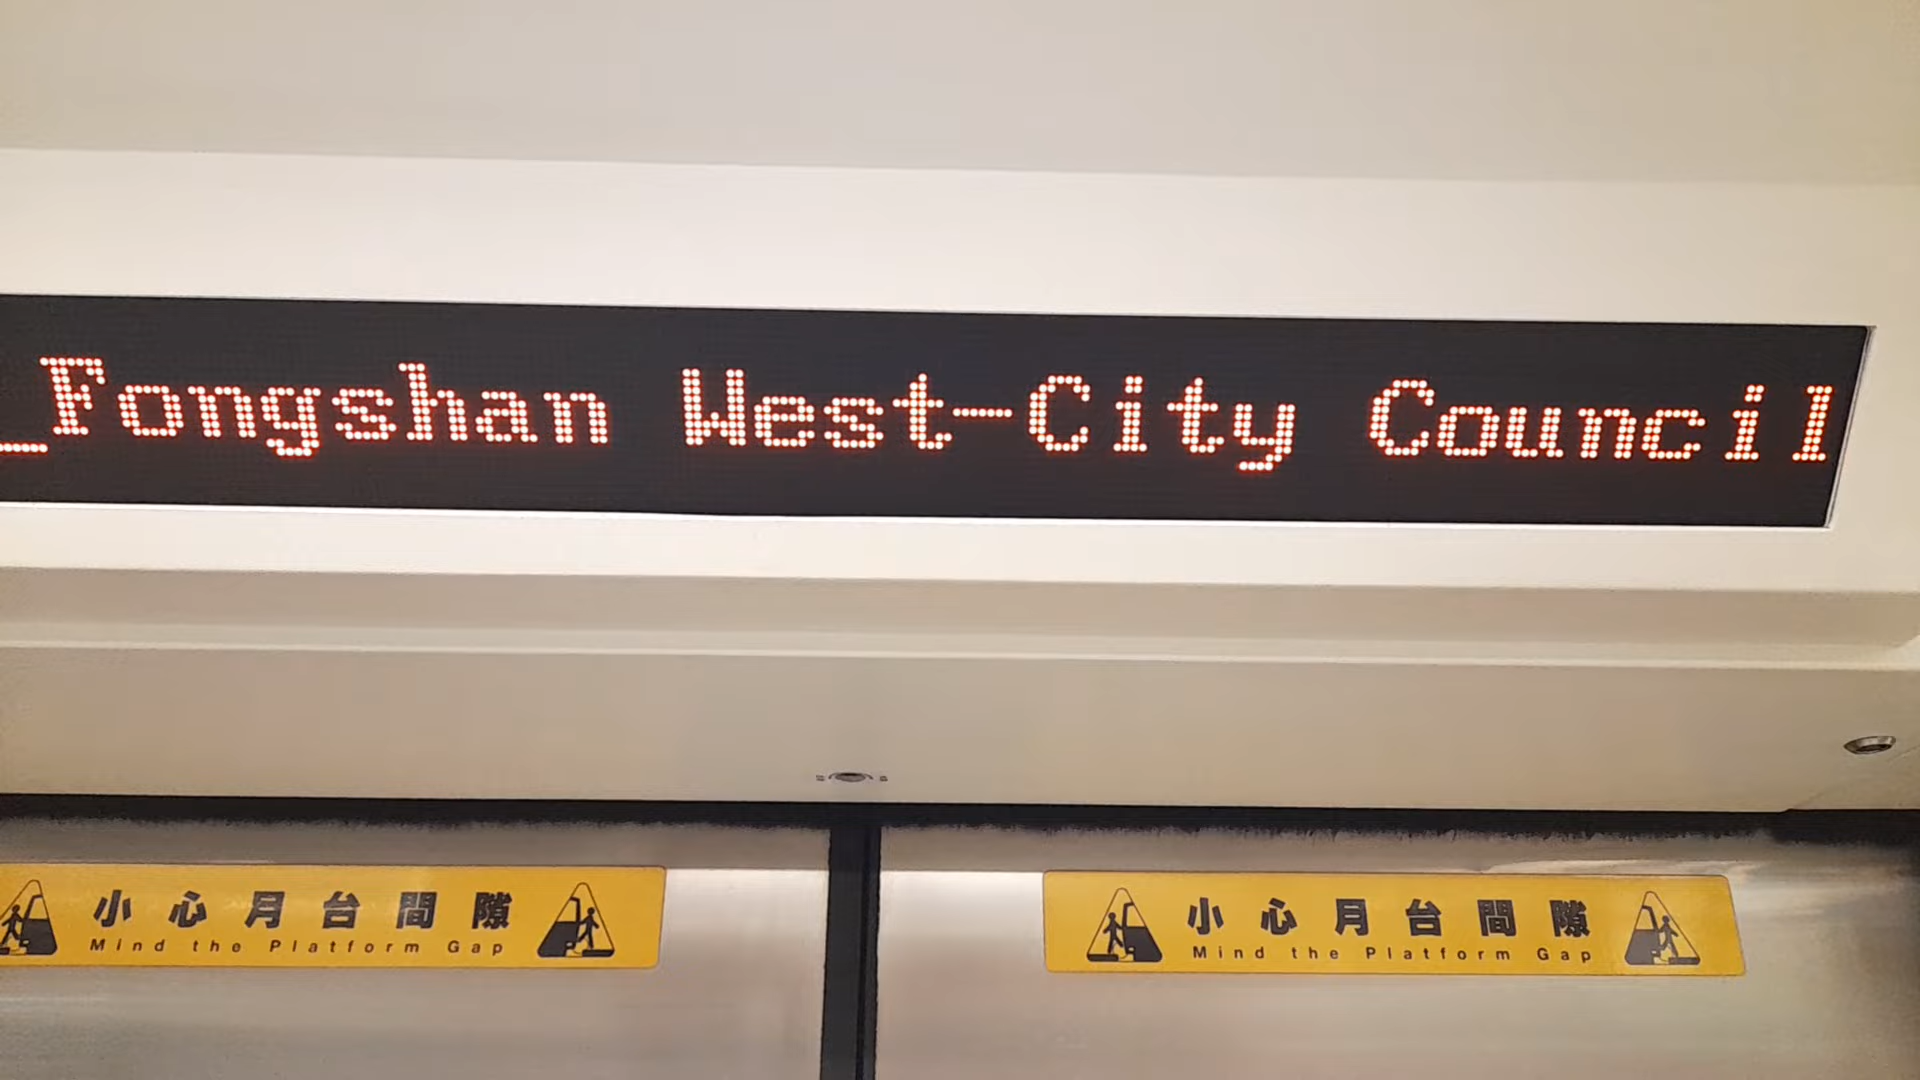 _Fongshan West-City Council
小心月台間隙
Mind the Platform Gap
小心月台間隙
Mind the Platform Gap